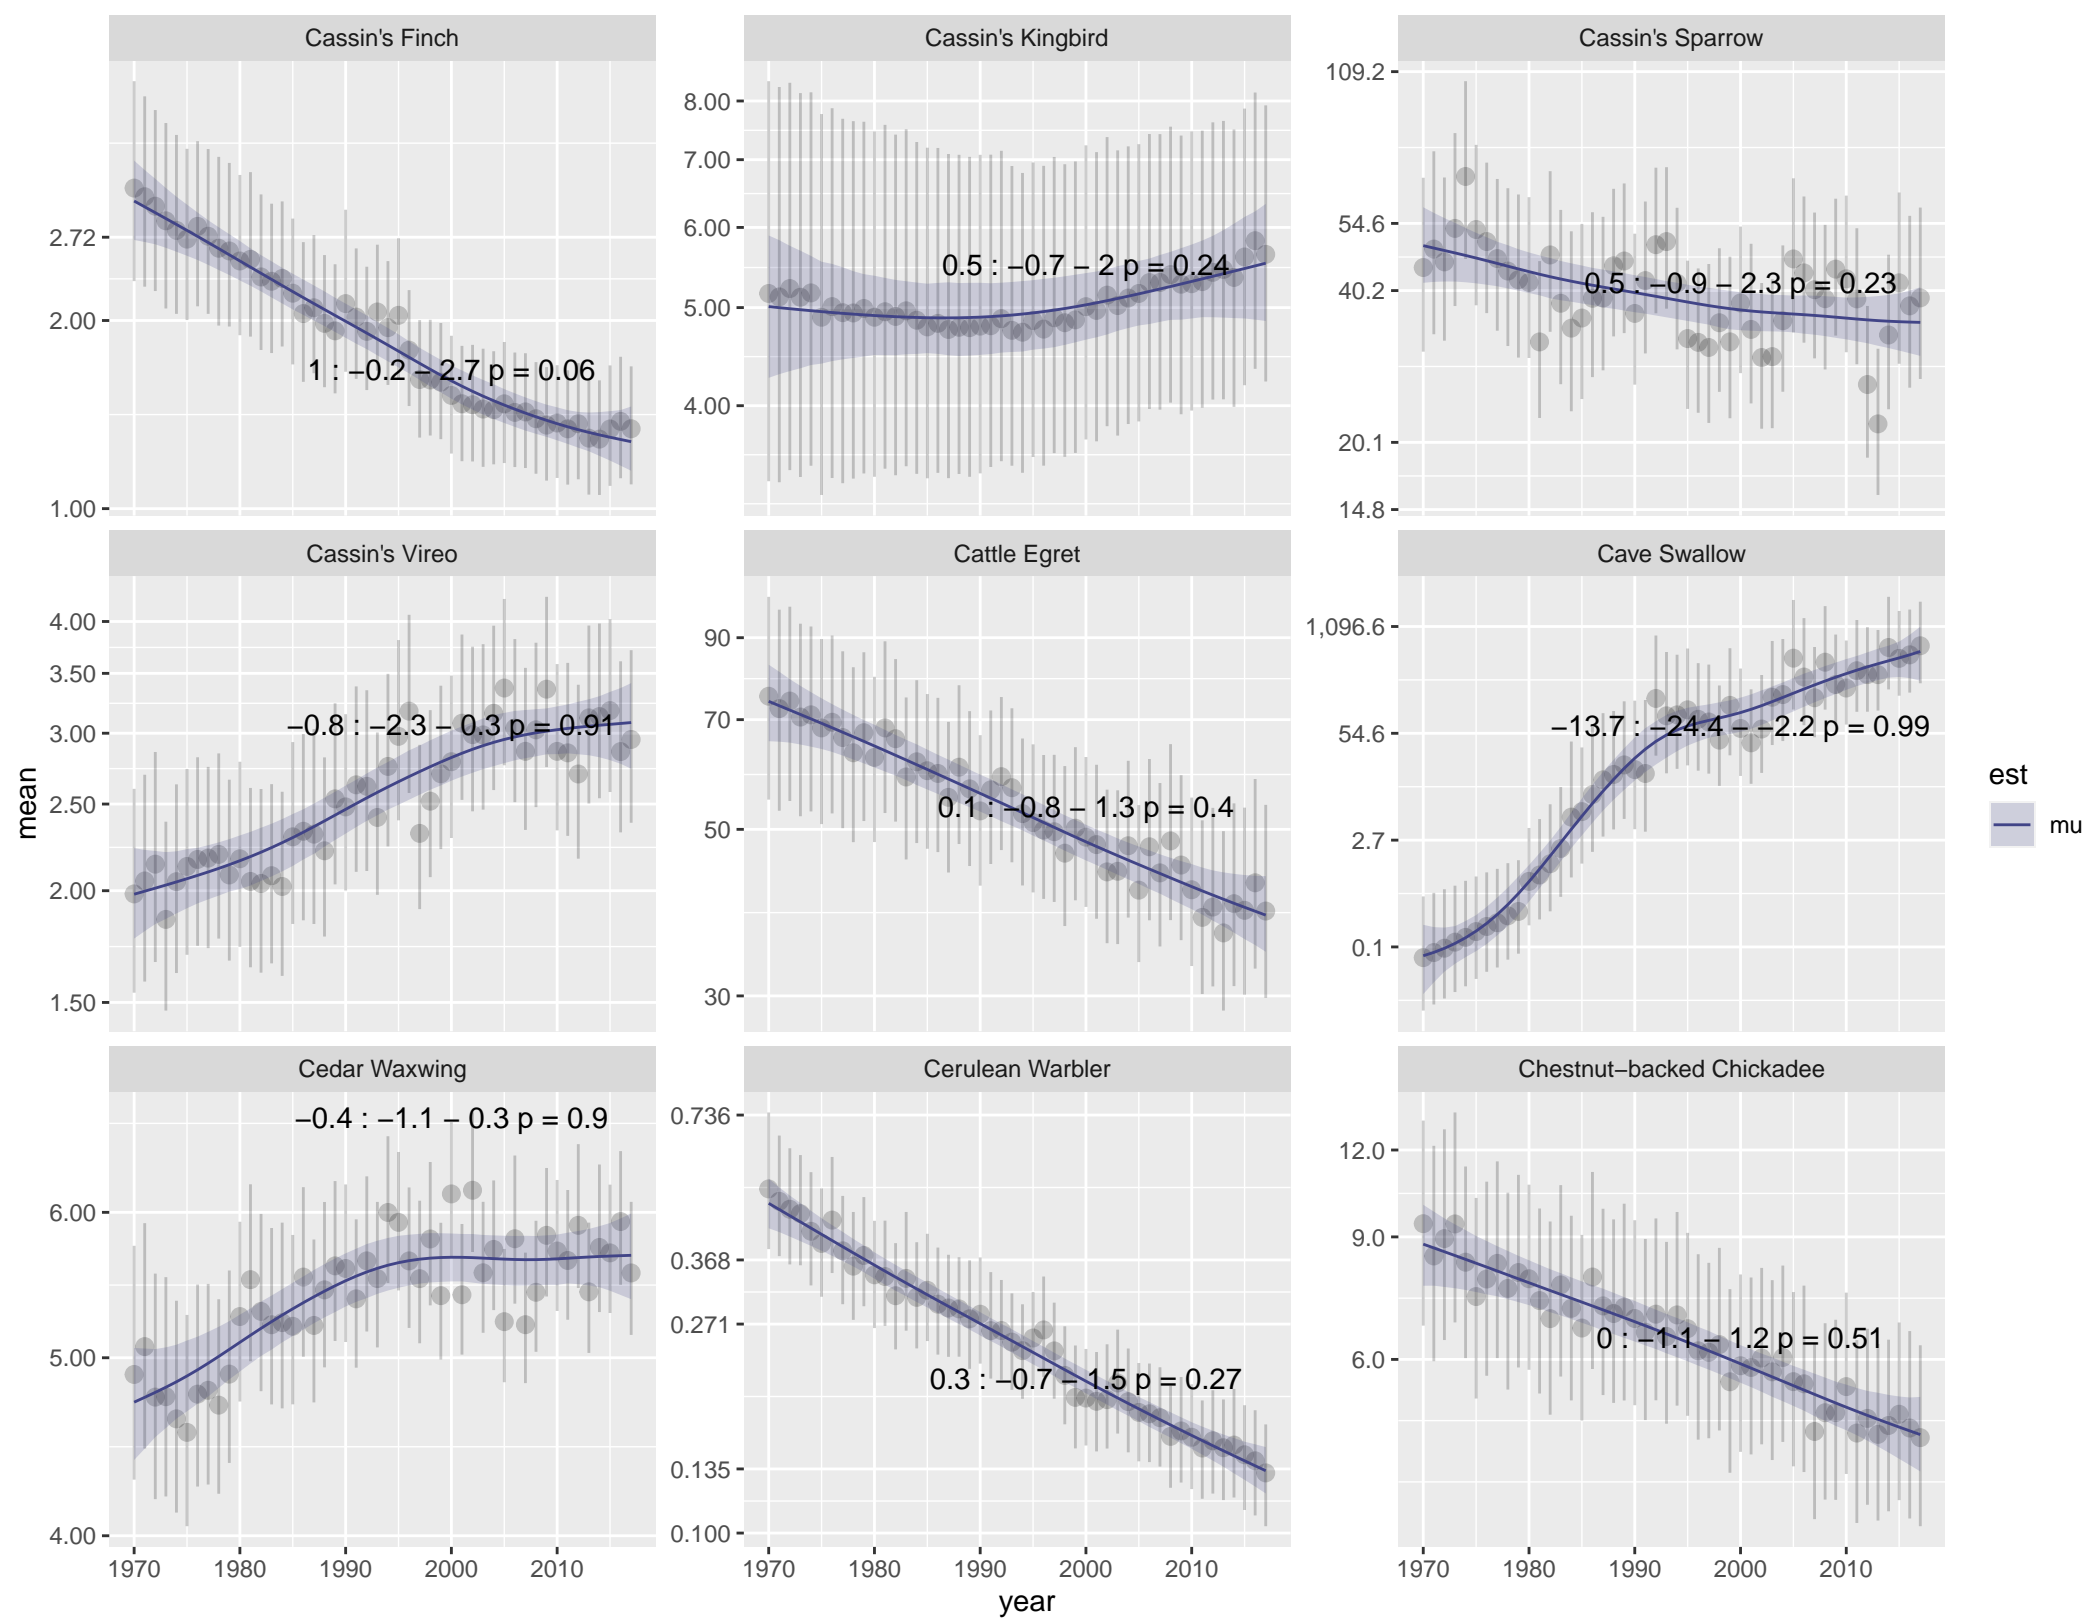 Cassin's Finch
Cassin's Kingbird
Cassin's Sparrow
2.72
2.00
1.00
1 : −0.2 − 2.7 p = 0.06
8.00
7.00
6.00
5.00
4.00
0.5 : −0.7 − 2 p = 0.24
109.2
54.6
40.2
20.1
14.8
0.5 : −0.9 − 2.3 p = 0.23
Cassin's Vireo
Cattle Egret
Cave Swallow
4.00
3.50
3.00
2.50
2.00
1.50
−0.8 : −2.3 − 0.3 p = 0.91
90
70
50
30
0.1 : −0.8 − 1.3 p = 0.4
1,096.6
54.6
2.7
0.1
−13.7 : −24.4 − −2.2 p = 0.99
Cedar Waxwing
Cerulean Warbler
Chestnut−backed Chickadee
6.00
5.00
4.00
−0.4 : −1.1 − 0.3 p = 0.9
0.736
0.368
0.271
0.135
0.100
0.3 : −0.7 − 1.5 p = 0.27
12.0
9.0
6.0
0 : −1.1 − 1.2 p = 0.51
1970 1980 1990 2000 2010
1970 1980 1990 2000 2010
1970 1980 1990 2000 2010
year
mean
est
mu